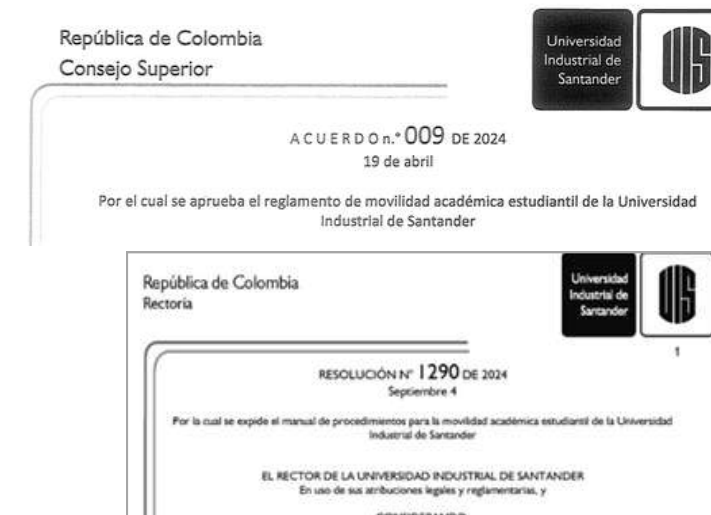 República de Colombia
Consejo Superior
Universidad
Industrial de
Santander
UIS
ACUERDO n.° 009 DE 2024
19 de abril
Por el cual se aprueba el reglamento de movilidad académica estudiantil de la Universidad
Industrial de Santander
República de Colombia
Rectoría
Universidad
Industrial de
Santander
UIS
1
RESOLUCIÓN N° 1290 DE 2024
Septiembre 4
Por la cual se expide el manual de procedimientos para la movilidad académica estudiantil de la Universidad
Industrial de Santander
EL RECTOR DE LA UNIVERSIDAD INDUSTRIAL DE SANTANDER
En uso de sus atribuciones legales y reglamentarias, y
CONSIDERANDO